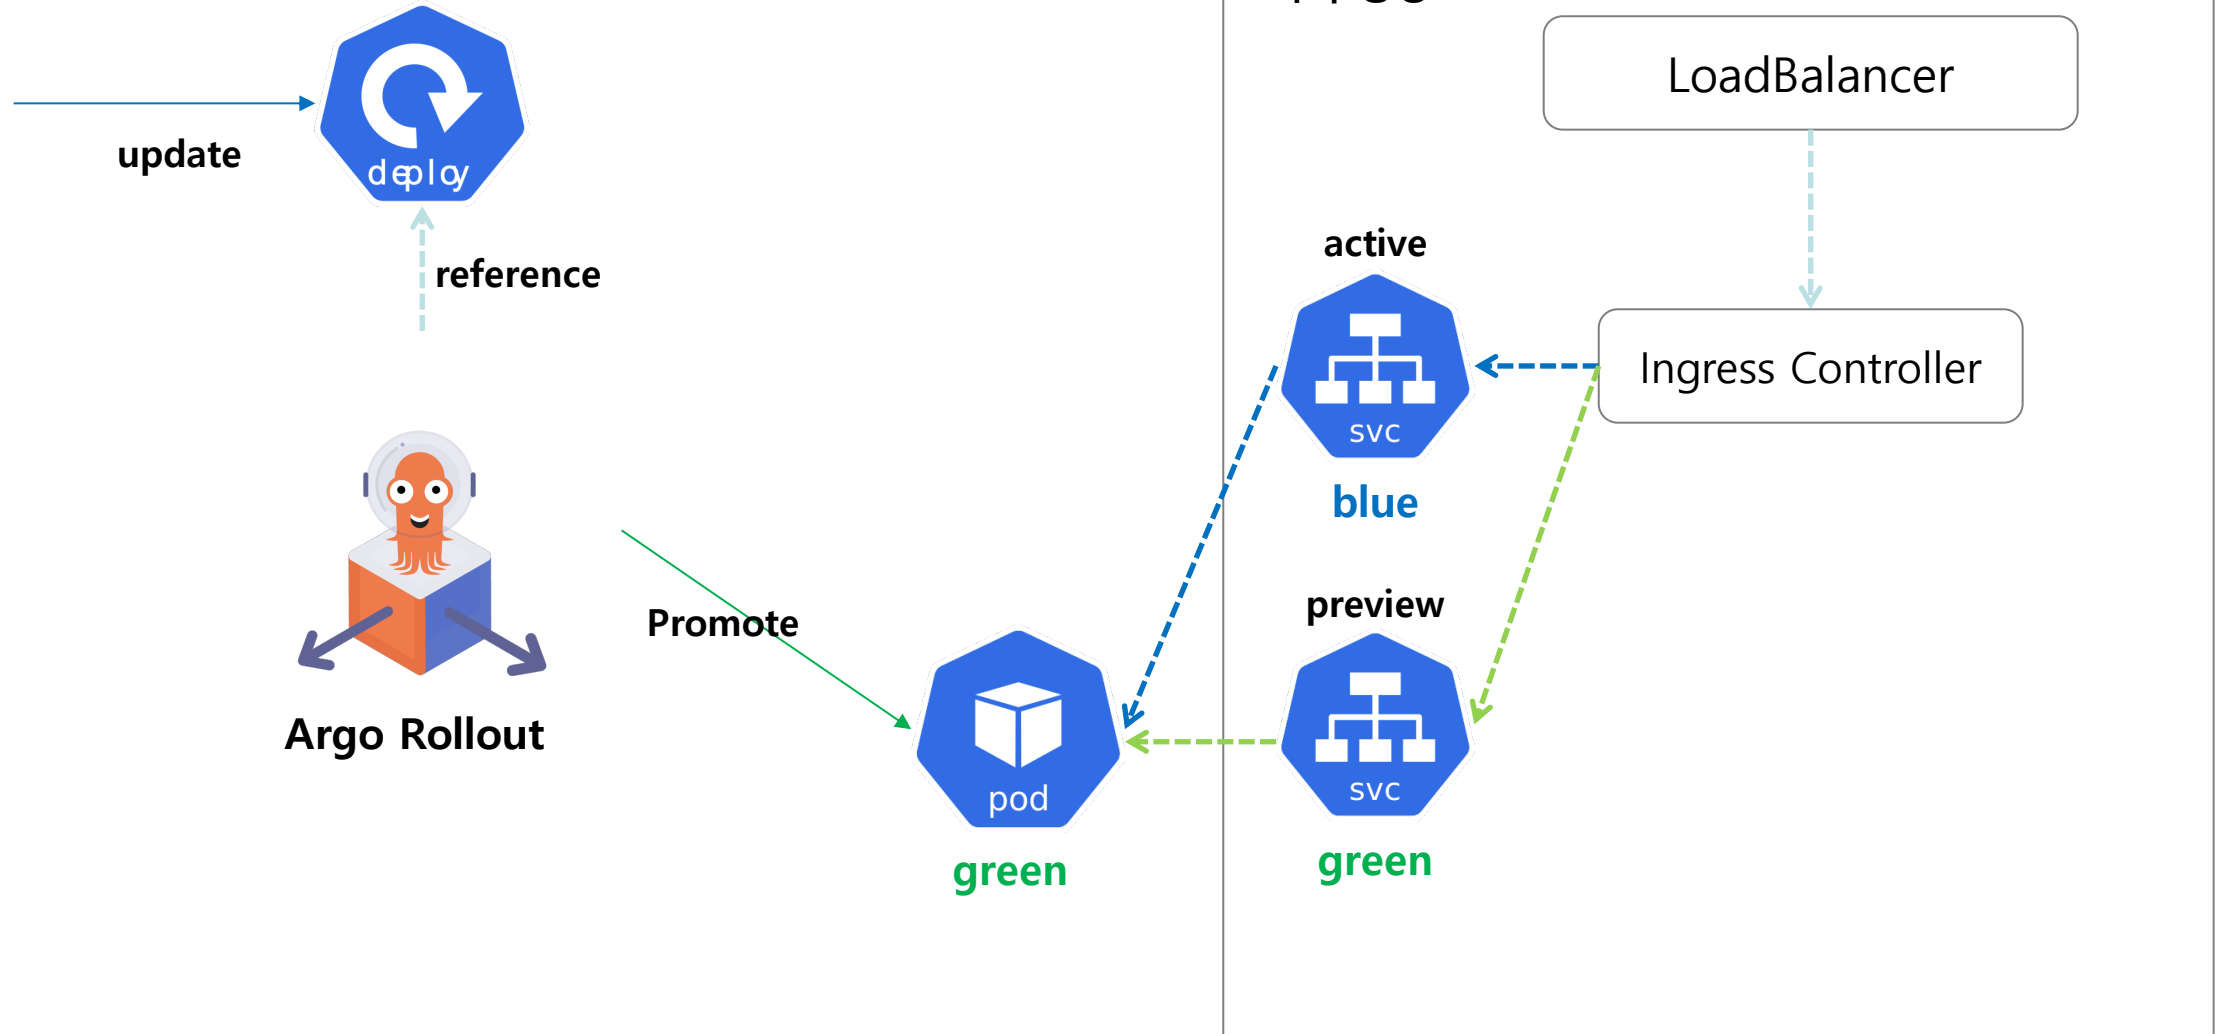 LoadBalancer
update
deploy
reference
active
svc
Ingress Controller
blue
Promote
preview
Argo Rollout
pod
svc
green
green